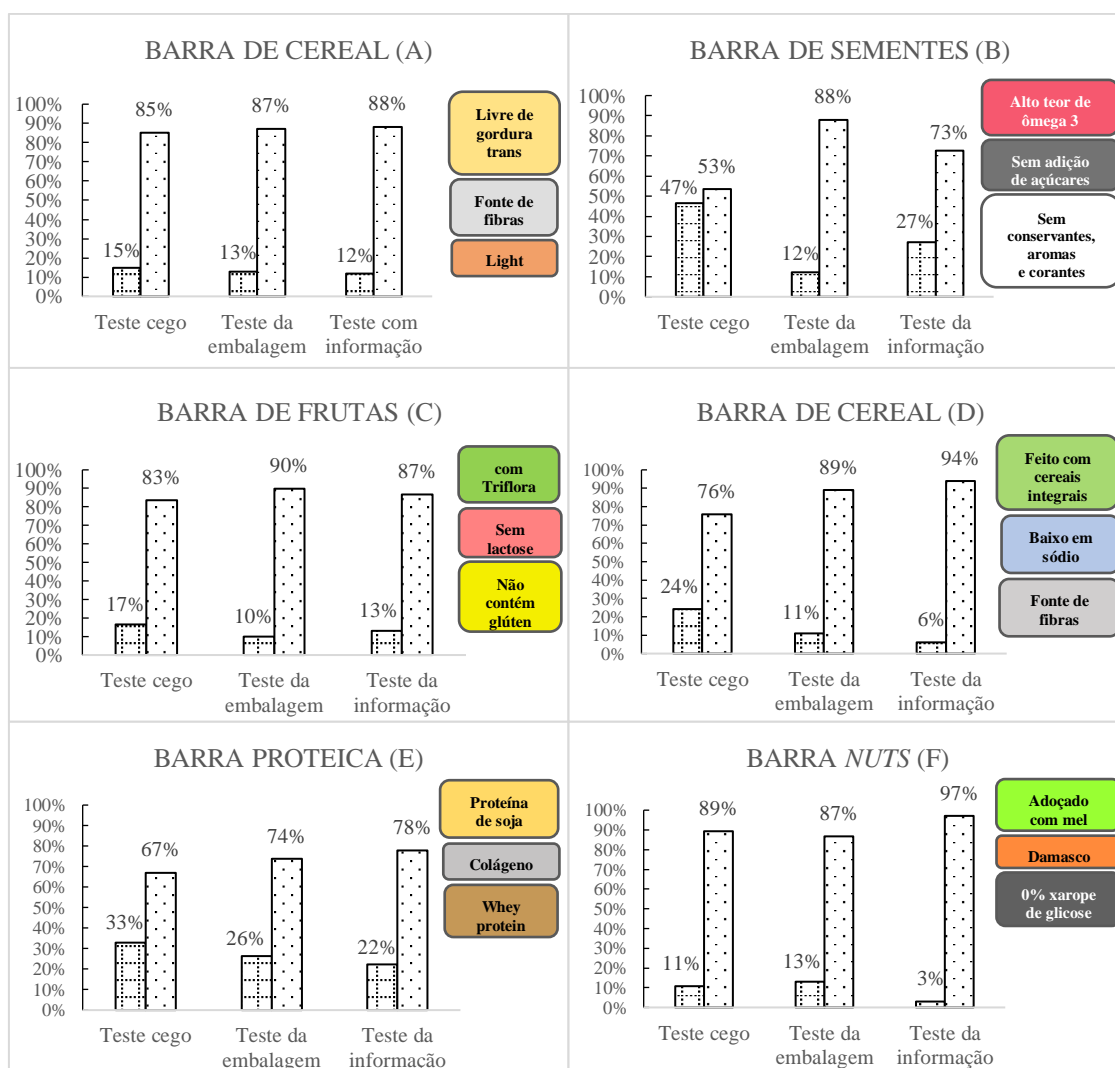 BARRA DE CEREAL (A)
100%
90%
80%
70%
60%
50%
40%
30%
20%
10%
0%
15%
85%
13%
87%
12%
88%
Teste cego
Teste da
embalagem
Teste com
informação
Livre de
gordura
trans
Fonte de
fibras
Light
BARRA DE SEMENTES (B)
100%
90%
80%
70%
60%
50%
40%
30%
20%
10%
0%
47%
53%
12%
88%
27%
73%
Teste cego
Teste da
embalagem
Teste da
informação
Alto teor de
ômega 3
Sem adição
de açúcares
Sem
conservantes,
aromas
e corantes
BARRA DE FRUTAS (C)
100%
90%
80%
70%
60%
50%
40%
30%
20%
10%
0%
17%
83%
10%
90%
13%
87%
Teste cego
Teste da
embalagem
Teste da
informação
com
Triflora
Sem
lactose
Não
contém
glúten
BARRA DE CEREAL (D)
100%
90%
80%
70%
60%
50%
40%
30%
20%
10%
0%
24%
76%
11%
89%
6%
94%
Teste cego
Teste da
embalagem
Teste da
informação
Feito com
cereais
integrais
Baixo em
sódio
Fonte de
fibras
BARRA PROTEICA (E)
100%
90%
80%
70%
60%
50%
40%
30%
20%
10%
0%
33%
67%
26%
74%
22%
78%
Teste cego
Teste da
embalagem
Teste da
informação
Proteína
de soja
Colágeno
Whey
protein
BARRA NUTS (F)
100%
90%
80%
70%
60%
50%
40%
30%
20%
10%
0%
11%
89%
13%
87%
3%
97%
Teste cego
Teste da
embalagem
Teste da
informação
Adoçado
com mel
Damasco
0% xarope
de glicose